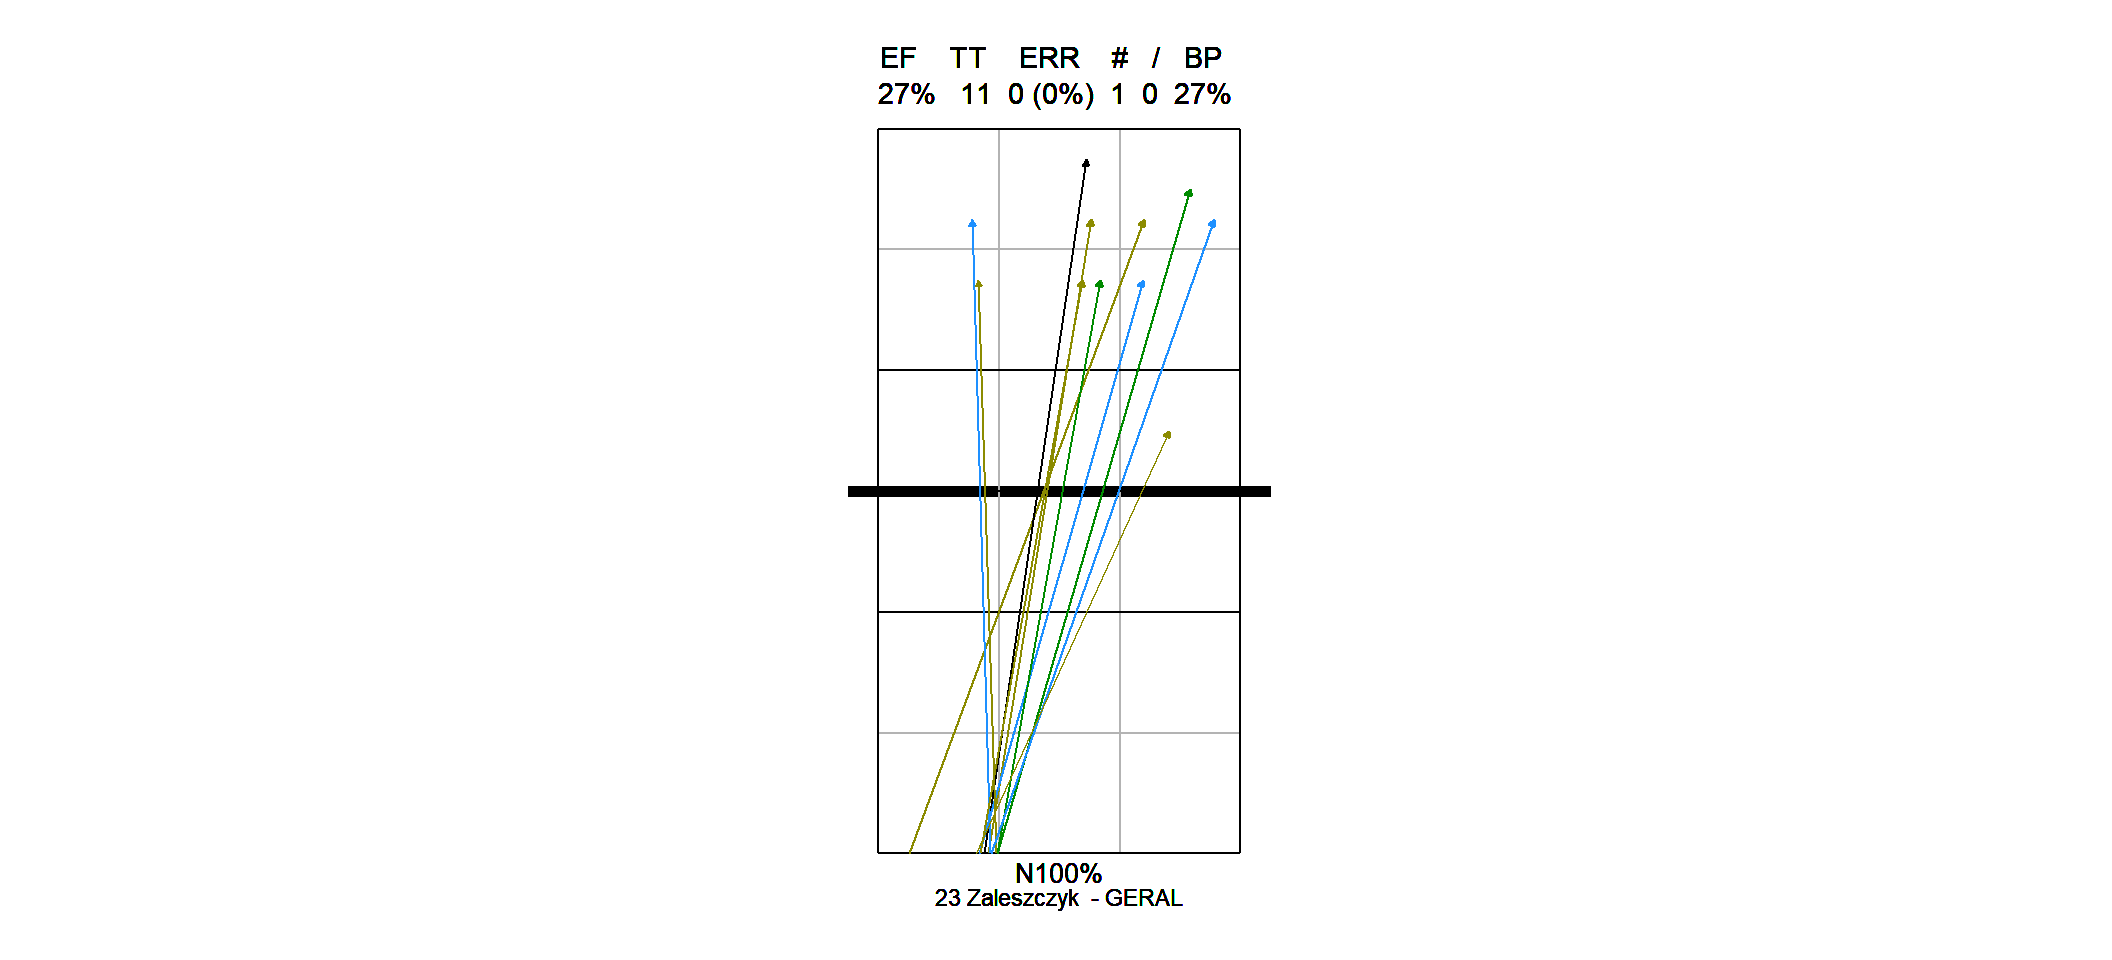 EF TT ERR # / BP
27% 11 0 (0%) 1 0 27%
N100%
23 Zaleszczyk - GERAL